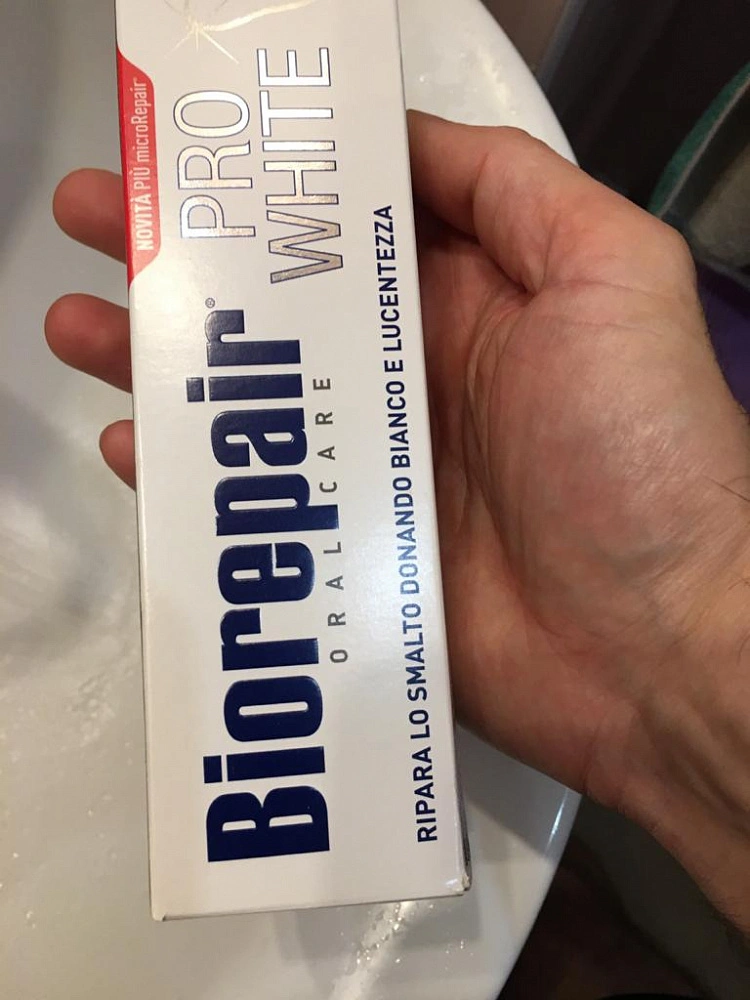 NOVITÀ PIÙ microRepair®
PRO
WHITE
Biorepair®
ORAL CARE
RIPARA LO SMALTO DONANDO BIANCO E LUCENTEZZA